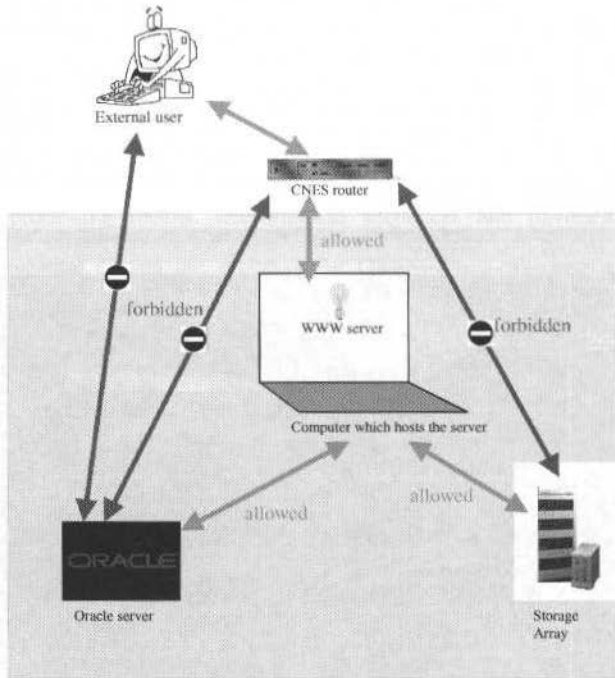 External user
CNES router
allowed
forbidden
WWW server
forbidden
Computer which hosts the server
allowed
allowed
ORACLE
Oracle server
Storage
Array